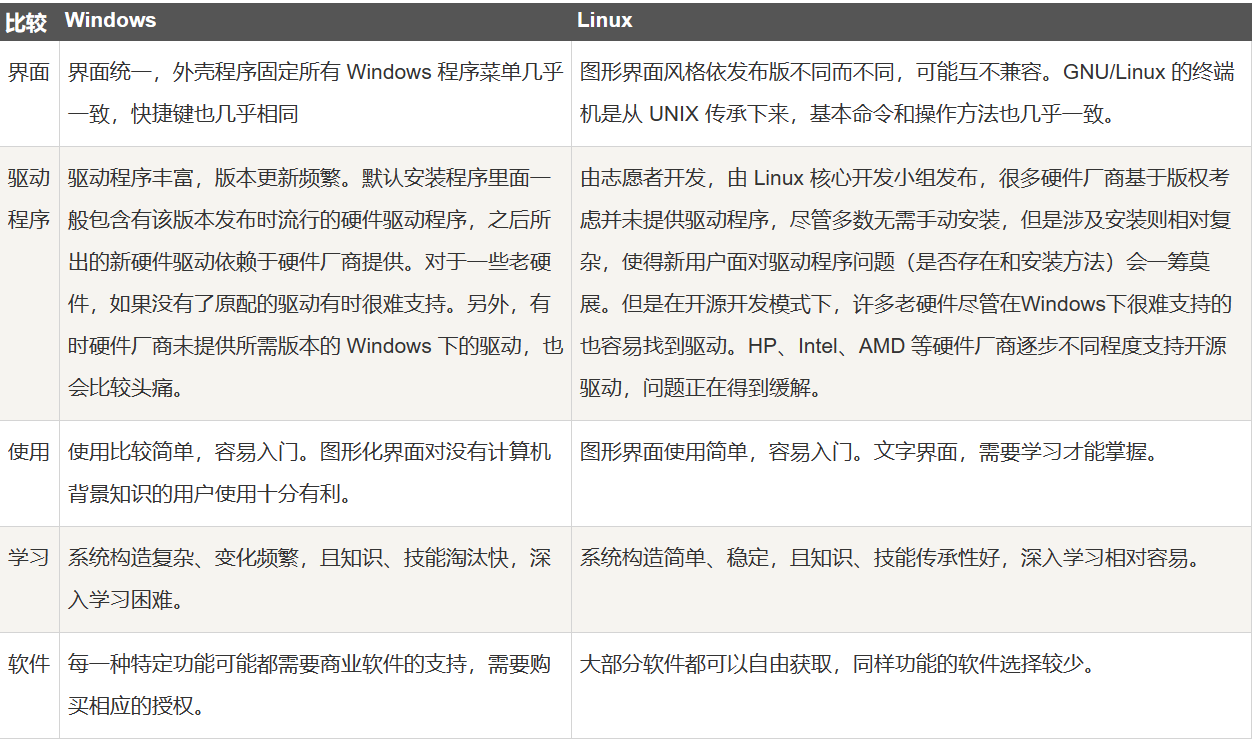 比较 Windows Linux
界面 界面统一，外壳程序固定所有 Windows 程序菜单几乎 图形界面风格依发布版不同而不同，可能互不兼容。GNU/Linux 的终端
一致，快捷键也几乎相同 机是从 UNIX 传承下来，基本命令和操作方法也几乎一致。
驱动 驱动程序丰富，版本更新频繁。默认安装程序里面一 由志愿者开发，由 Linux 核心开发小组发布，很多硬件厂商基于版权考
程序 般包含有该版本发布时流行的硬件驱动程序，之后所 虑并未提供驱动程序，尽管多数无需手动安装，但是涉及安装则相对复
出的新硬件驱动依赖于硬件厂商提供。对于一些老硬 杂，使得新用户面对驱动程序问题（是否存在和安装方法）会一筹莫
件，如果没有了原配的驱动有时很难支持。另外，有 展。但是在开源开发模式下，许多老硬件尽管在Windows下很难支持的
时硬件厂商未提供所需版本的 Windows 下的驱动，也 也容易找到驱动。HP、Intel、AMD 等硬件厂商逐步不同程度支持开源
会比较头痛。 驱动，问题正在得到缓解。
使用 使用比较简单，容易入门。图形化界面对没有计算机 图形界面使用简单，容易入门。文字界面，需要学习才能掌握。
背景知识的用户使用十分有利。
学习 系统构造复杂、变化频繁，且知识、技能淘汰快，深 系统构造简单、稳定，且知识、技能传承性好，深入学习相对容易。
入学习困难。
软件 每一种特定功能可能都需要商业软件的支持，需要购 大部分软件都可以自由获取，同样功能的软件选择较少。
买相应的授权。